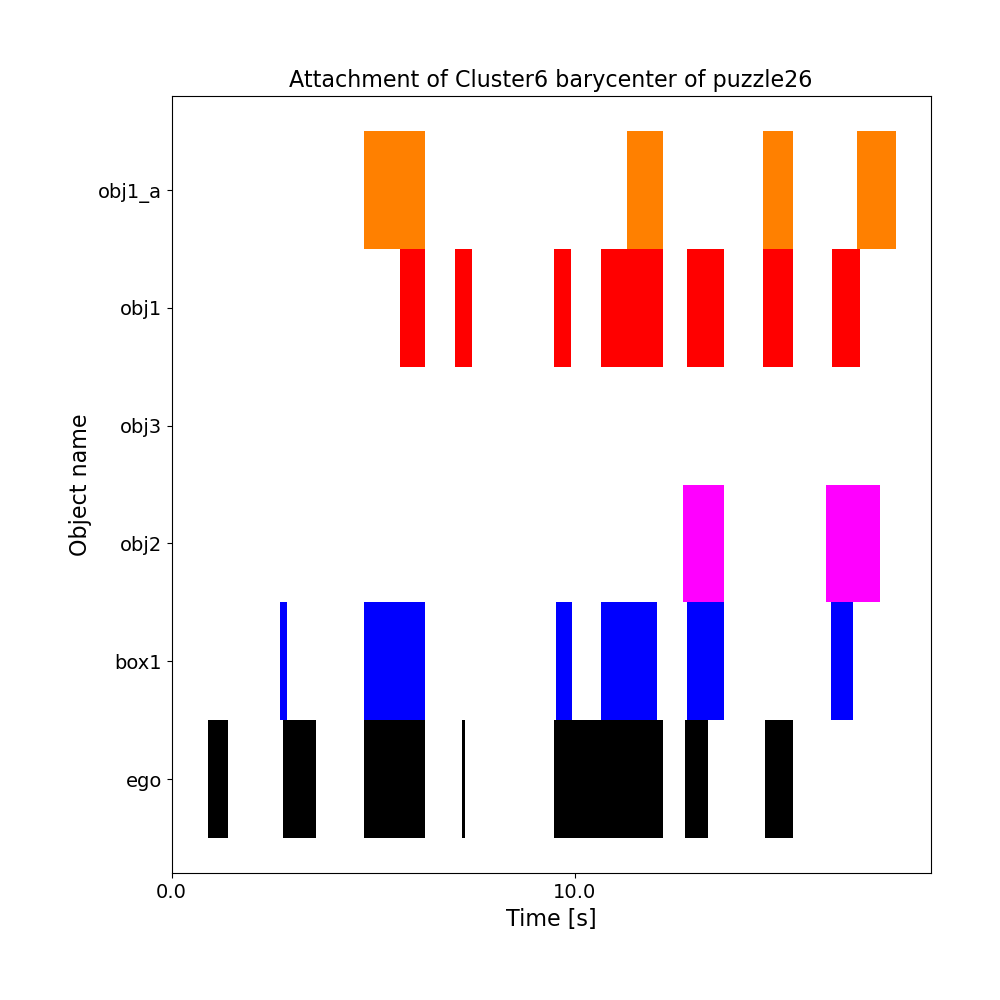 Attachment of Cluster6 barycenter of puzzle26
obj1_a
obj1
obj3
obj2
box1
ego
Object name
0.0
10.0
Time [s]